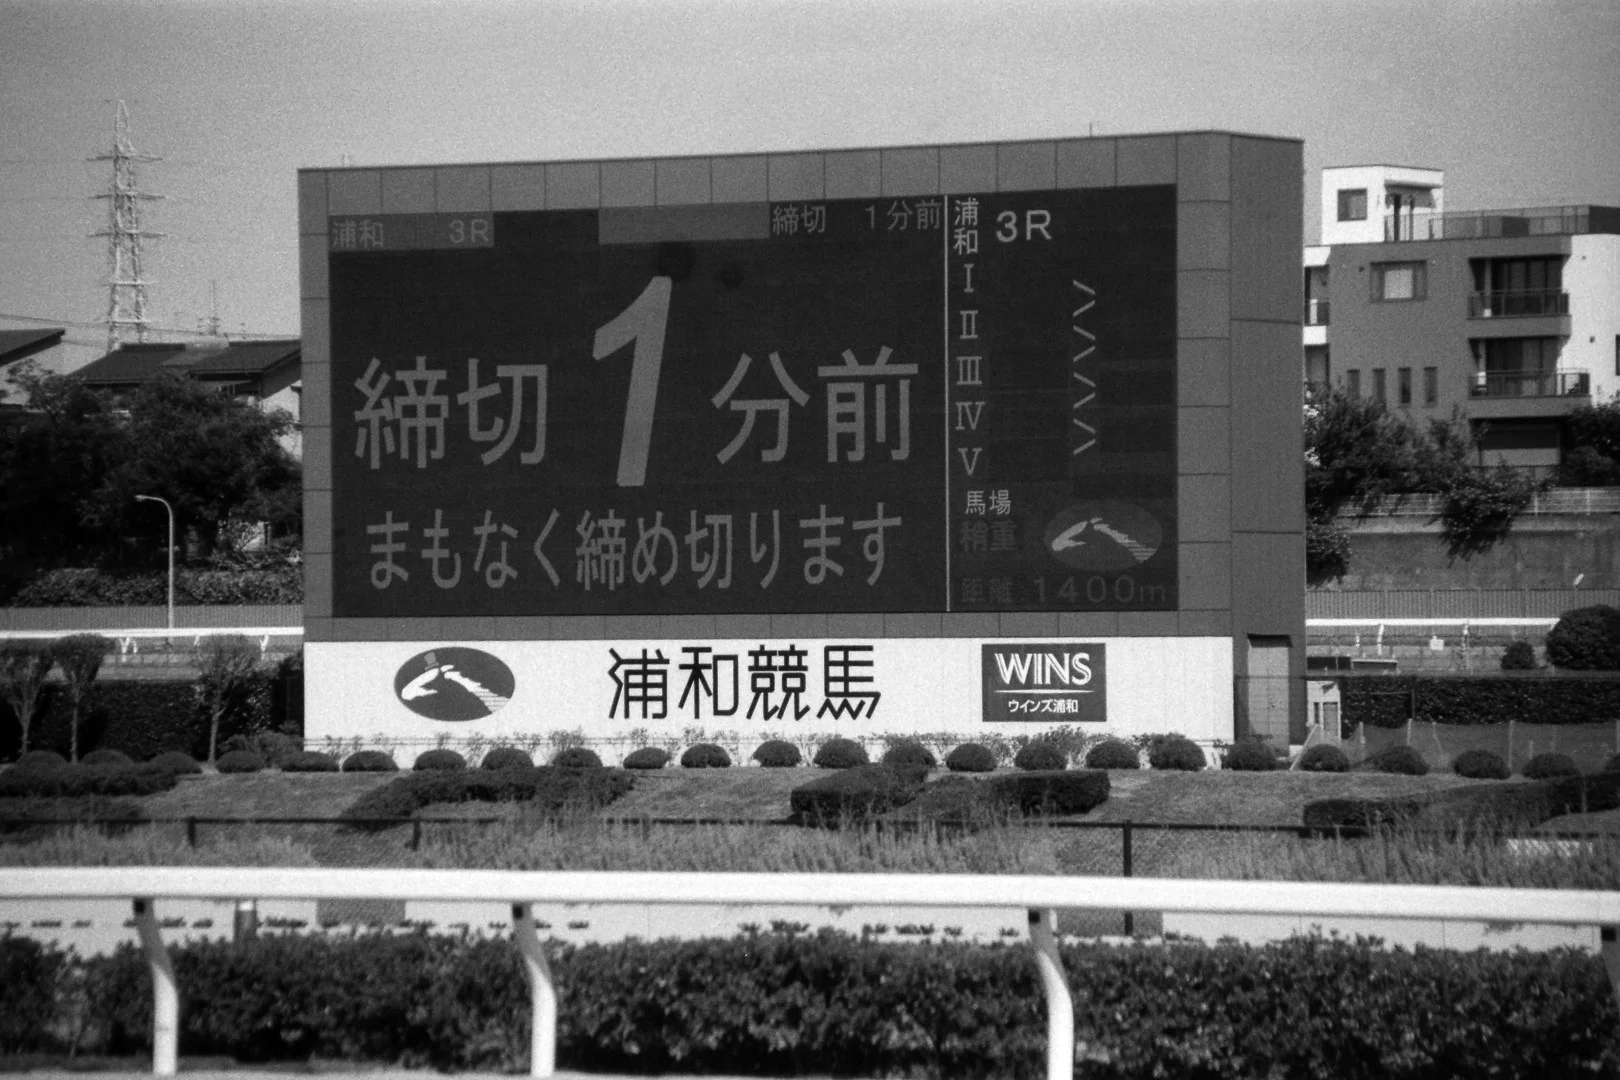 浦和 3R 締切 1分前
締切 1 分前
まもなく締め切ります
浦和 3R
Ⅰ
Ⅱ
Ⅲ
Ⅳ
Ⅴ
馬場
稍重
距離 1400m
浦和競馬
WINS
ウインズ浦和